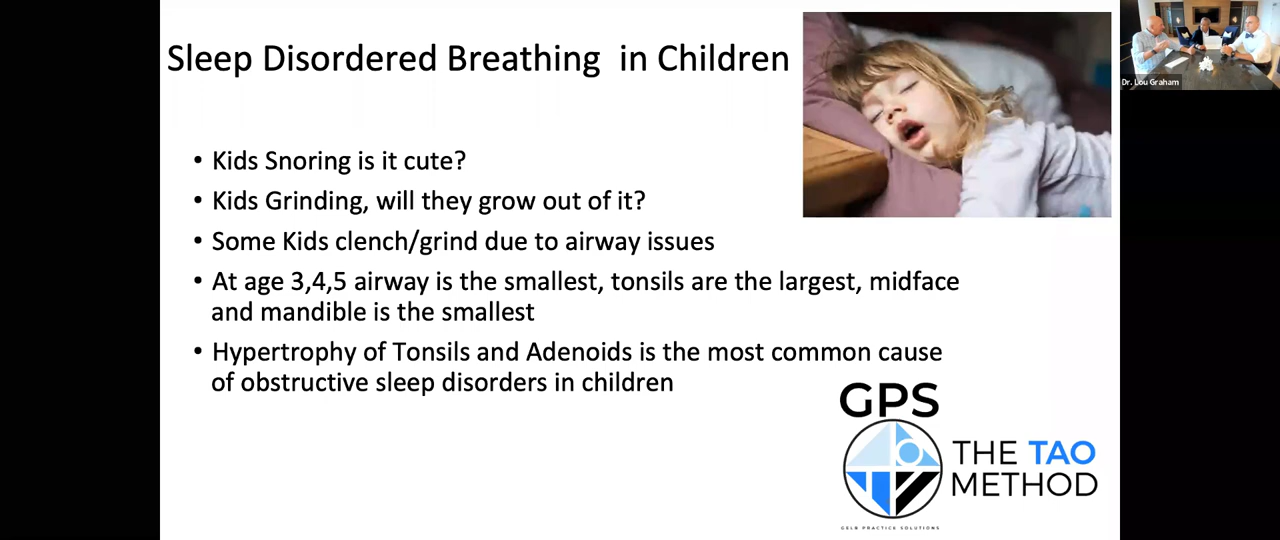 Sleep Disordered Breathing in Children
Dr. Lou Graham
• Kids Snoring is it cute?
• Kids Grinding, will they grow out of it?
• Some Kids clench/grind due to airway issues
• At age 3,4,5 airway is the smallest, tonsils are the largest, midface
and mandible is the smallest
• Hypertrophy of Tonsils and Adenoids is the most common cause
of obstructive sleep disorders in children
GPS
THE TAO
METHOD
GELB PRACTICE SOLUTIONS